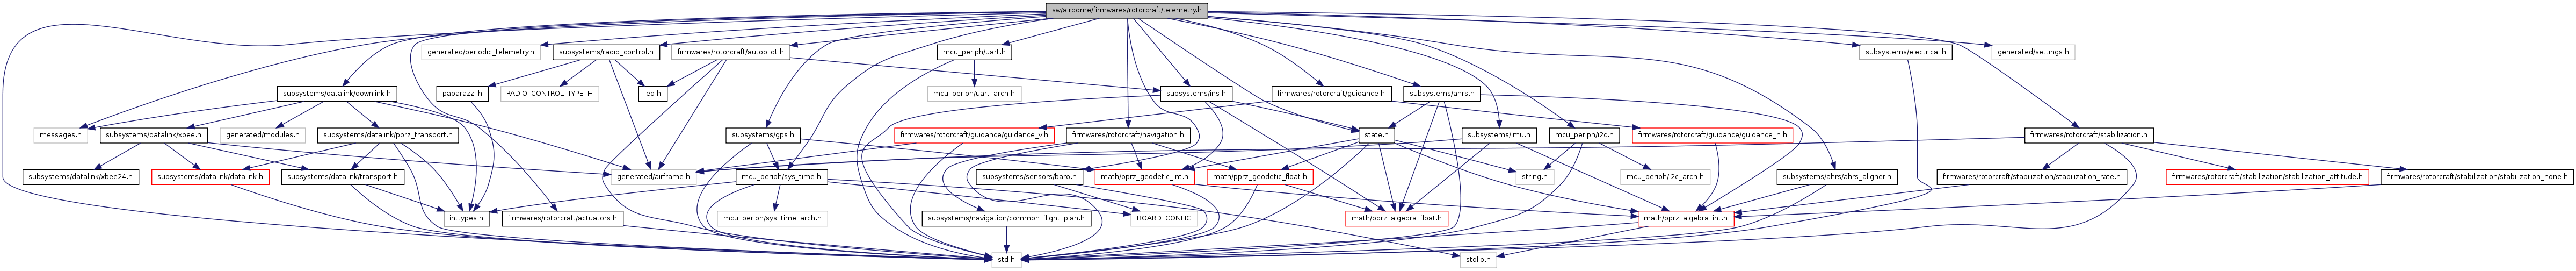 sw/airborne/firmwares/rotorcraft/telemetry.h
generated/periodic_telemetry.h
subsystems/radio_control.h
firmwares/rotorcraft/autopilot.h
mcu_periph/uart.h
subsystems/electrical.h
generated/settings.h
subsystems/datalink/downlink.h
paparazzi.h
RADIO_CONTROL_TYPE_H
led.h
mcu_periph/uart_arch.h
subsystems/ins.h
firmwares/rotorcraft/guidance.h
subsystems/ahrs.h
messages.h
subsystems/datalink/xbee.h
generated/modules.h
subsystems/datalink/pprz_transport.h
subsystems/gps.h
firmwares/rotorcraft/guidance/guidance_v.h
firmwares/rotorcraft/navigation.h
state.h
subsystems/imu.h
mcu_periph/i2c.h
firmwares/rotorcraft/guidance/guidance_h.h
firmwares/rotorcraft/stabilization.h
subsystems/datalink/xbee24.h
subsystems/datalink/datalink.h
subsystems/datalink/transport.h
generated/airframe.h
mcu_periph/sys_time.h
subsystems/sensors/baro.h
math/pprz_geodetic_int.h
math/pprz_geodetic_float.h
string.h
mcu_periph/i2c_arch.h
subsystems/ahrs/ahrs_aligner.h
firmwares/rotorcraft/stabilization/stabilization_rate.h
firmwares/rotorcraft/stabilization/stabilization_attitude.h
firmwares/rotorcraft/stabilization/stabilization_none.h
inttypes.h
firmwares/rotorcraft/actuators.h
mcu_periph/sys_time_arch.h
subsystems/navigation/common_flight_plan.h
BOARD_CONFIG
math/pprz_algebra_float.h
math/pprz_algebra_int.h
std.h
stdlib.h